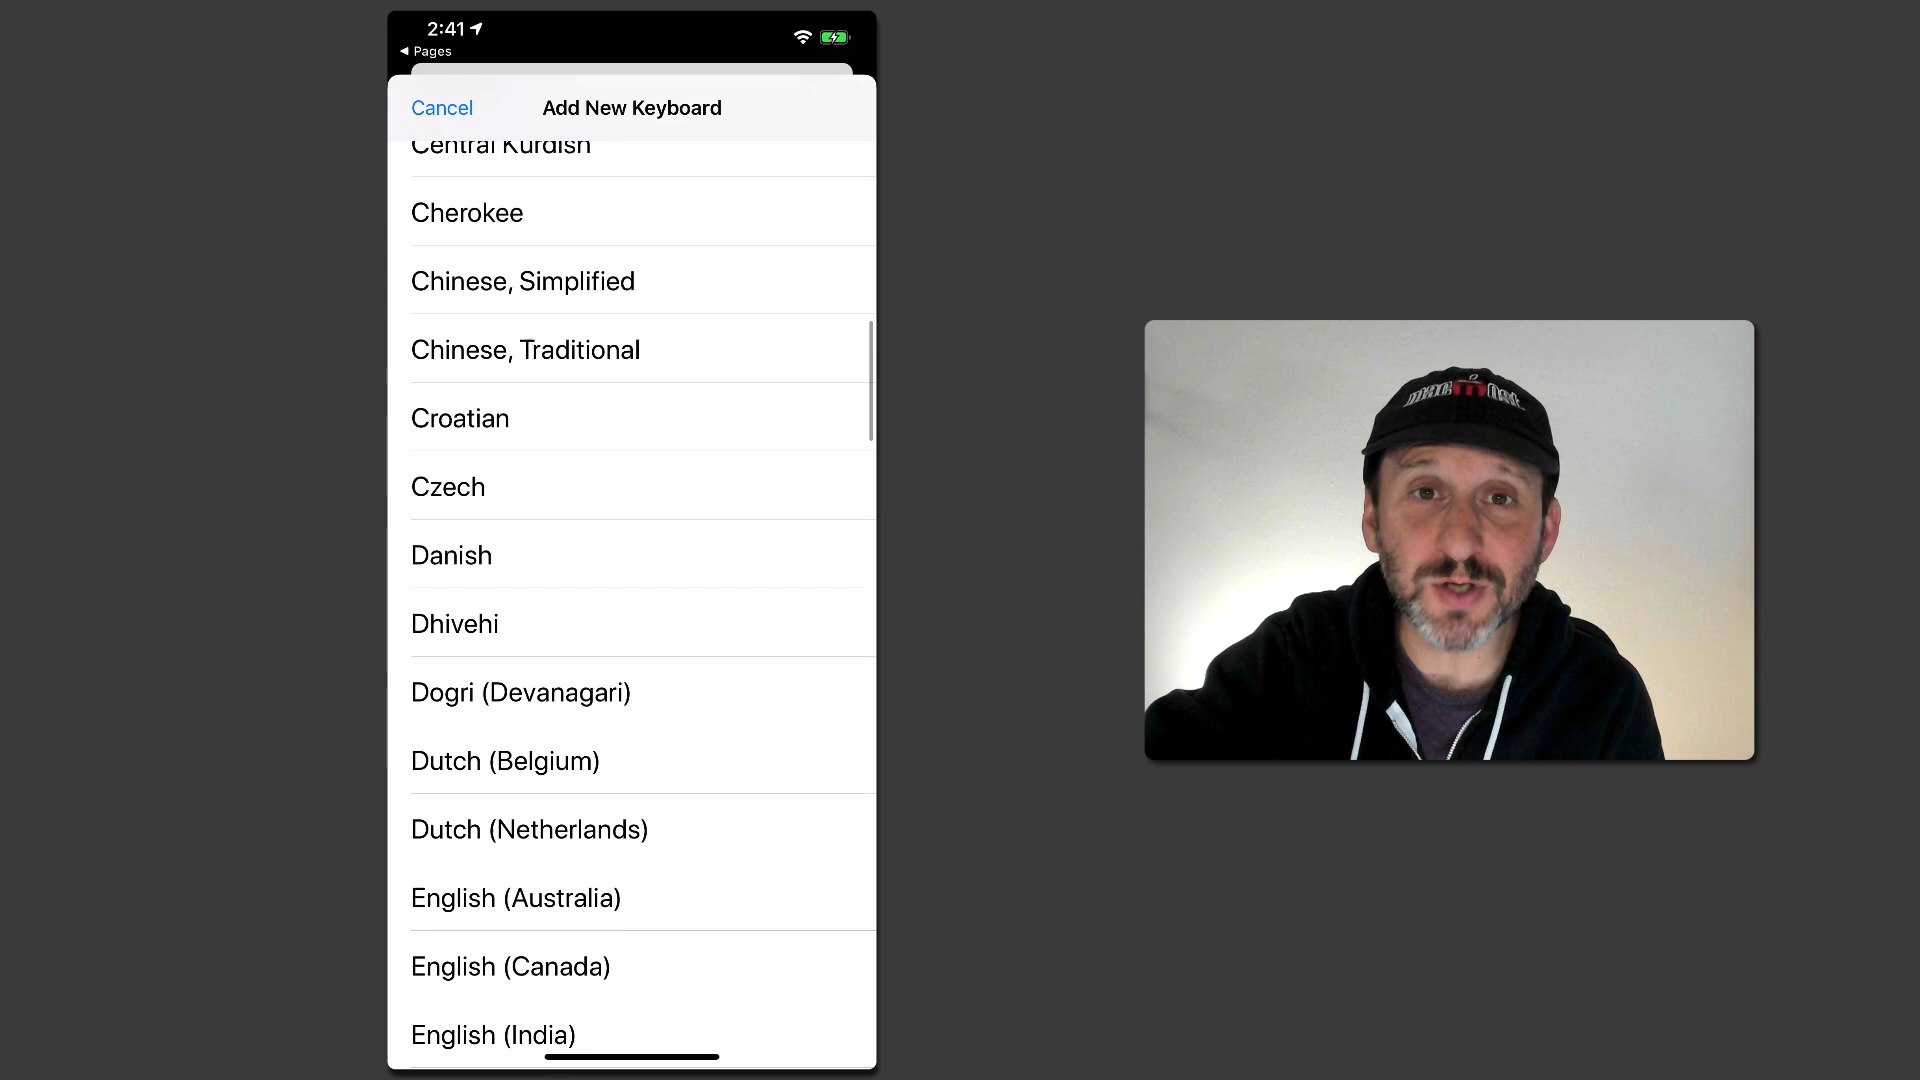 2:41
◀ Pages
Cancel
Add New Keyboard
Central Kurdish
Cherokee
Chinese, Simplified
Chinese, Traditional
Croatian
Czech
Danish
Dhivehi
Dogri (Devanagari)
Dutch (Belgium)
Dutch (Netherlands)
English (Australia)
English (Canada)
English (India)
macmost